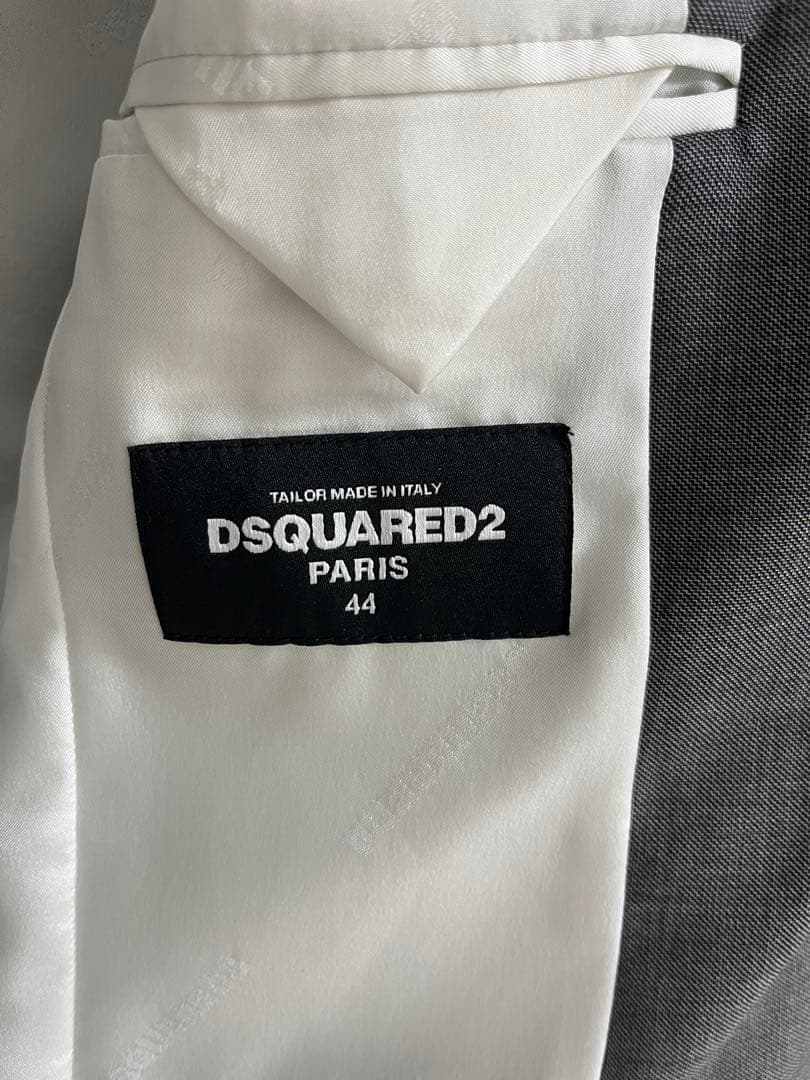 TAILOR MADE IN ITALY
DSQUARED2
PARIS
44